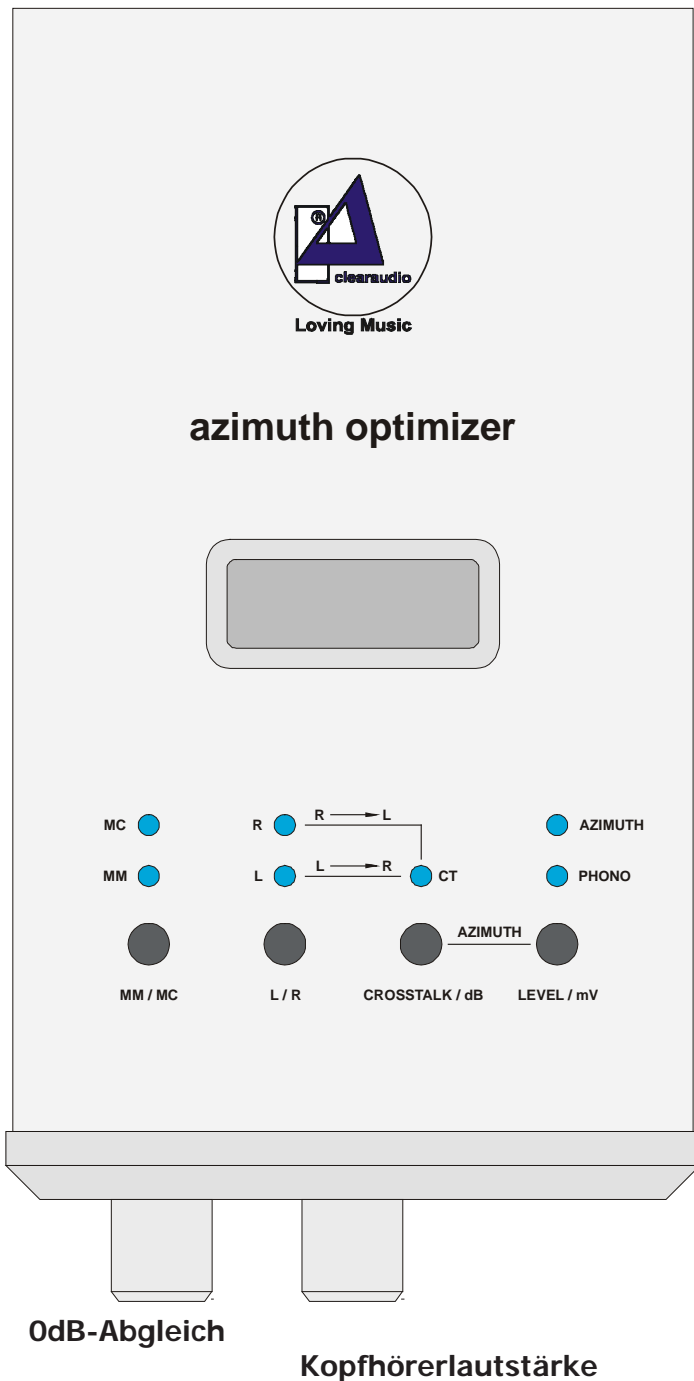 ®
clearaudio
Loving Music
azimuth optimizer
MC R R L AZIMUTH
MM L L R CT PHONO
AZIMUTH
MM / MC L / R CROSSTALK / dB LEVEL / mV
0dB-Abgleich
Kopfhörerlautstärke